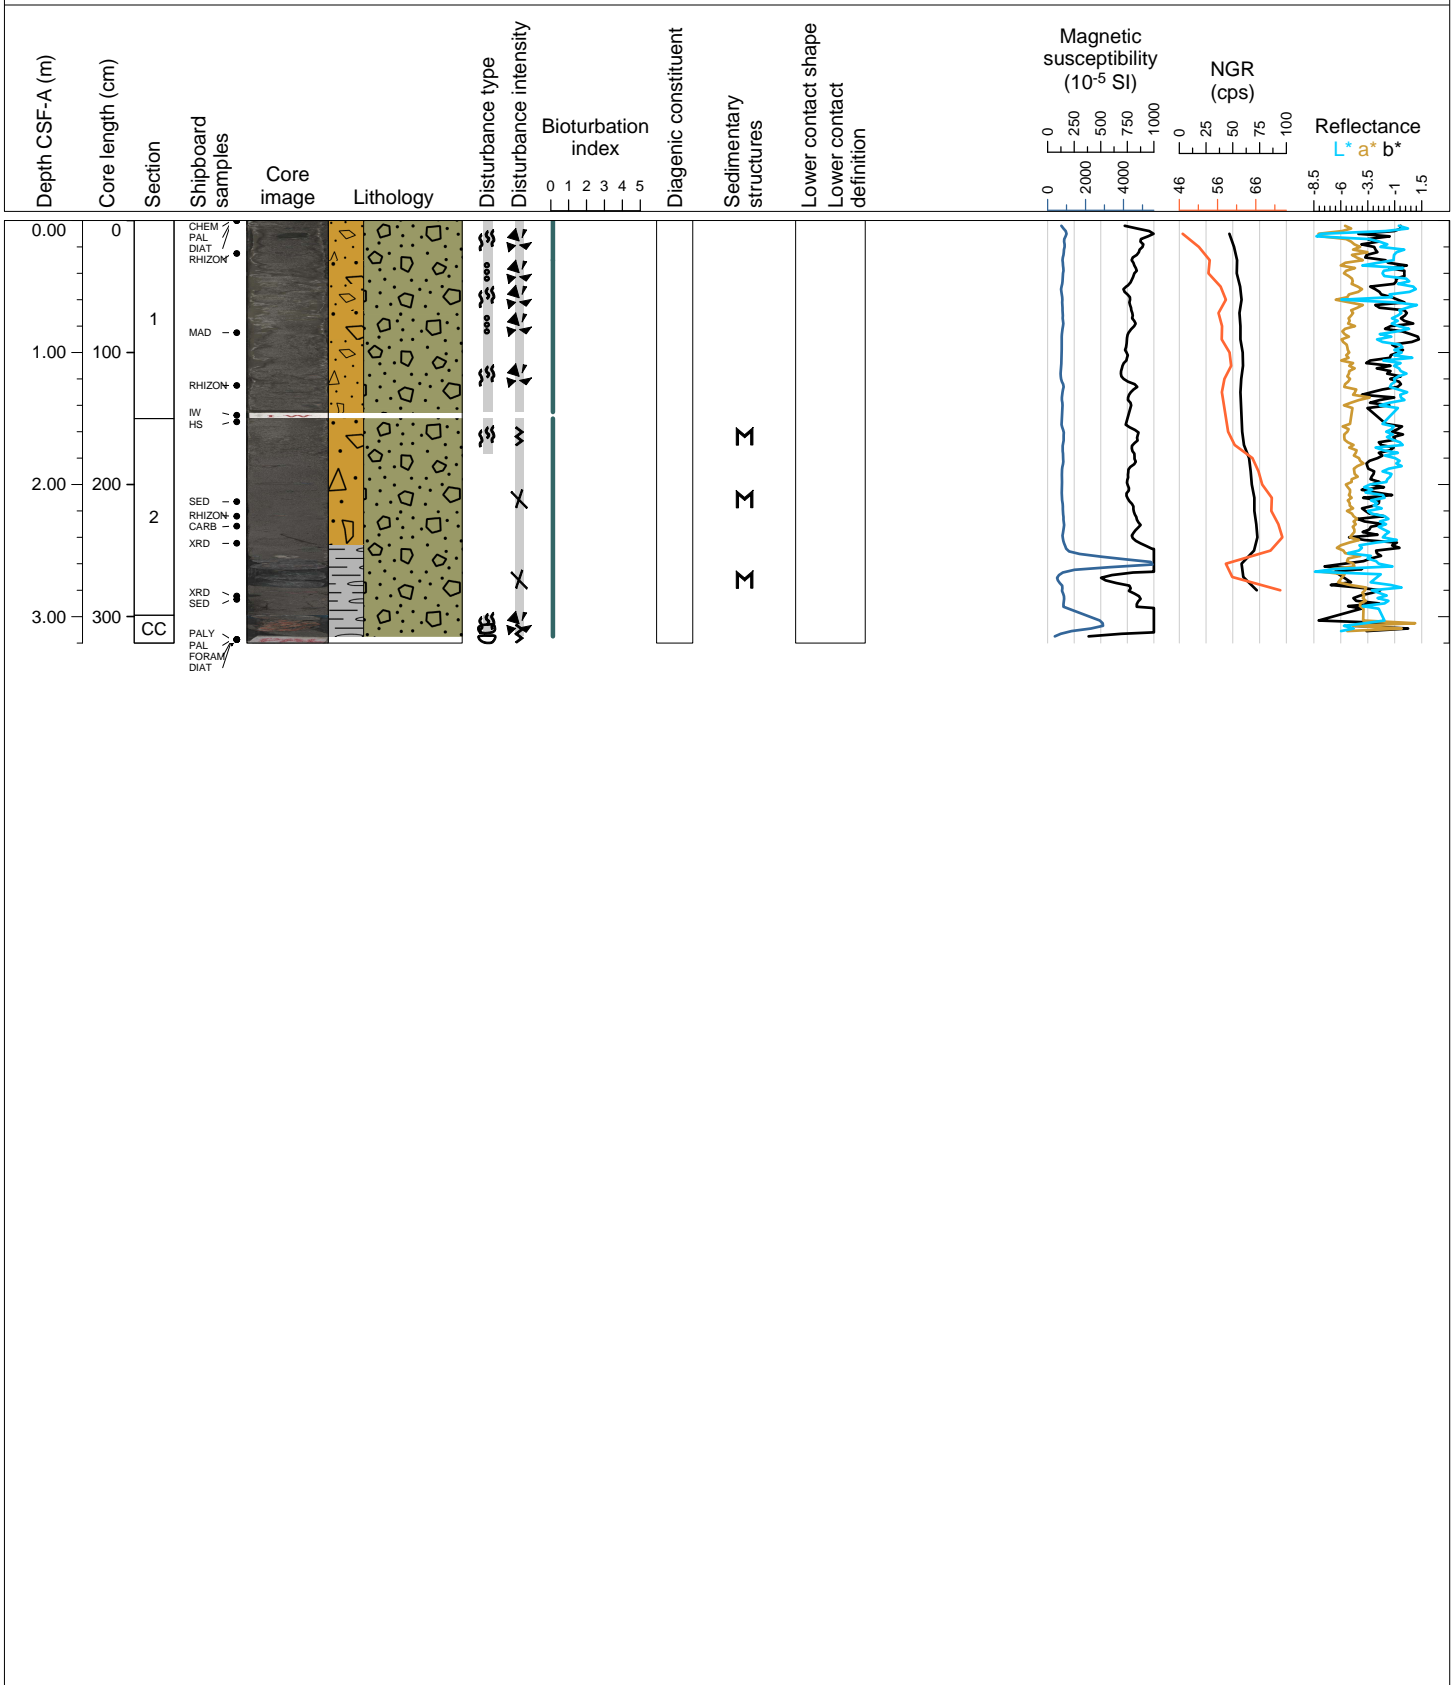 Depth CSF-A (m)
Core length (cm)
Section
Shipboard
samples
Core
image
Lithology
Disturbance type
Disturbance intensity
Bioturbation
index
0 1 2 3 4 5
Diagenic constituent
Sedimentary
structures
Lower contact shape
Lower contact
definition
Magnetic
susceptibility
(10⁻⁵ SI)
0 250 500 750 1000
0 2000 4000
NGR
(cps)
0 25 50 75 100
46 56 66
Reflectance
L* a* b*
-8.5 -6 -3.5 -1 1.5
0.00
1.00
2.00
3.00
0
100
200
300
1
2
CC
CHEM
PAL
DIAT
RHIZON
MAD
RHIZON
IW
HS
SED
RHIZON
CARB
XRD
XRD
SED
PALY
PAL
FORAM
DIAT